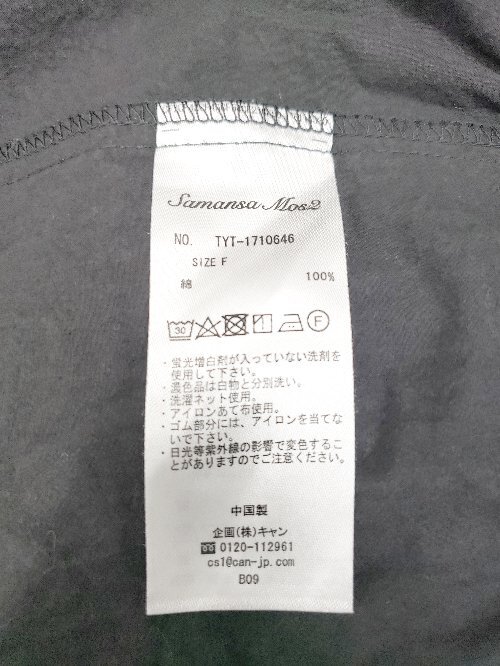 Samansa Mos2
NO. TYT-1710646
SIZE F
綿 100%
30 F
・蛍光増白剤が入っていない洗剤を
使用して下さい。
・濃色品は白物と分別洗い。
・洗濯ネット使用。
・アイロンあて布使用。
・ゴム部分には、アイロンを当てな
いで下さい。
・日光等紫外線の影響で変色するこ
とがありますのでご注意ください。
中国製
企画(株)キャン
0120-112961
cs1@can-jp.com
B09